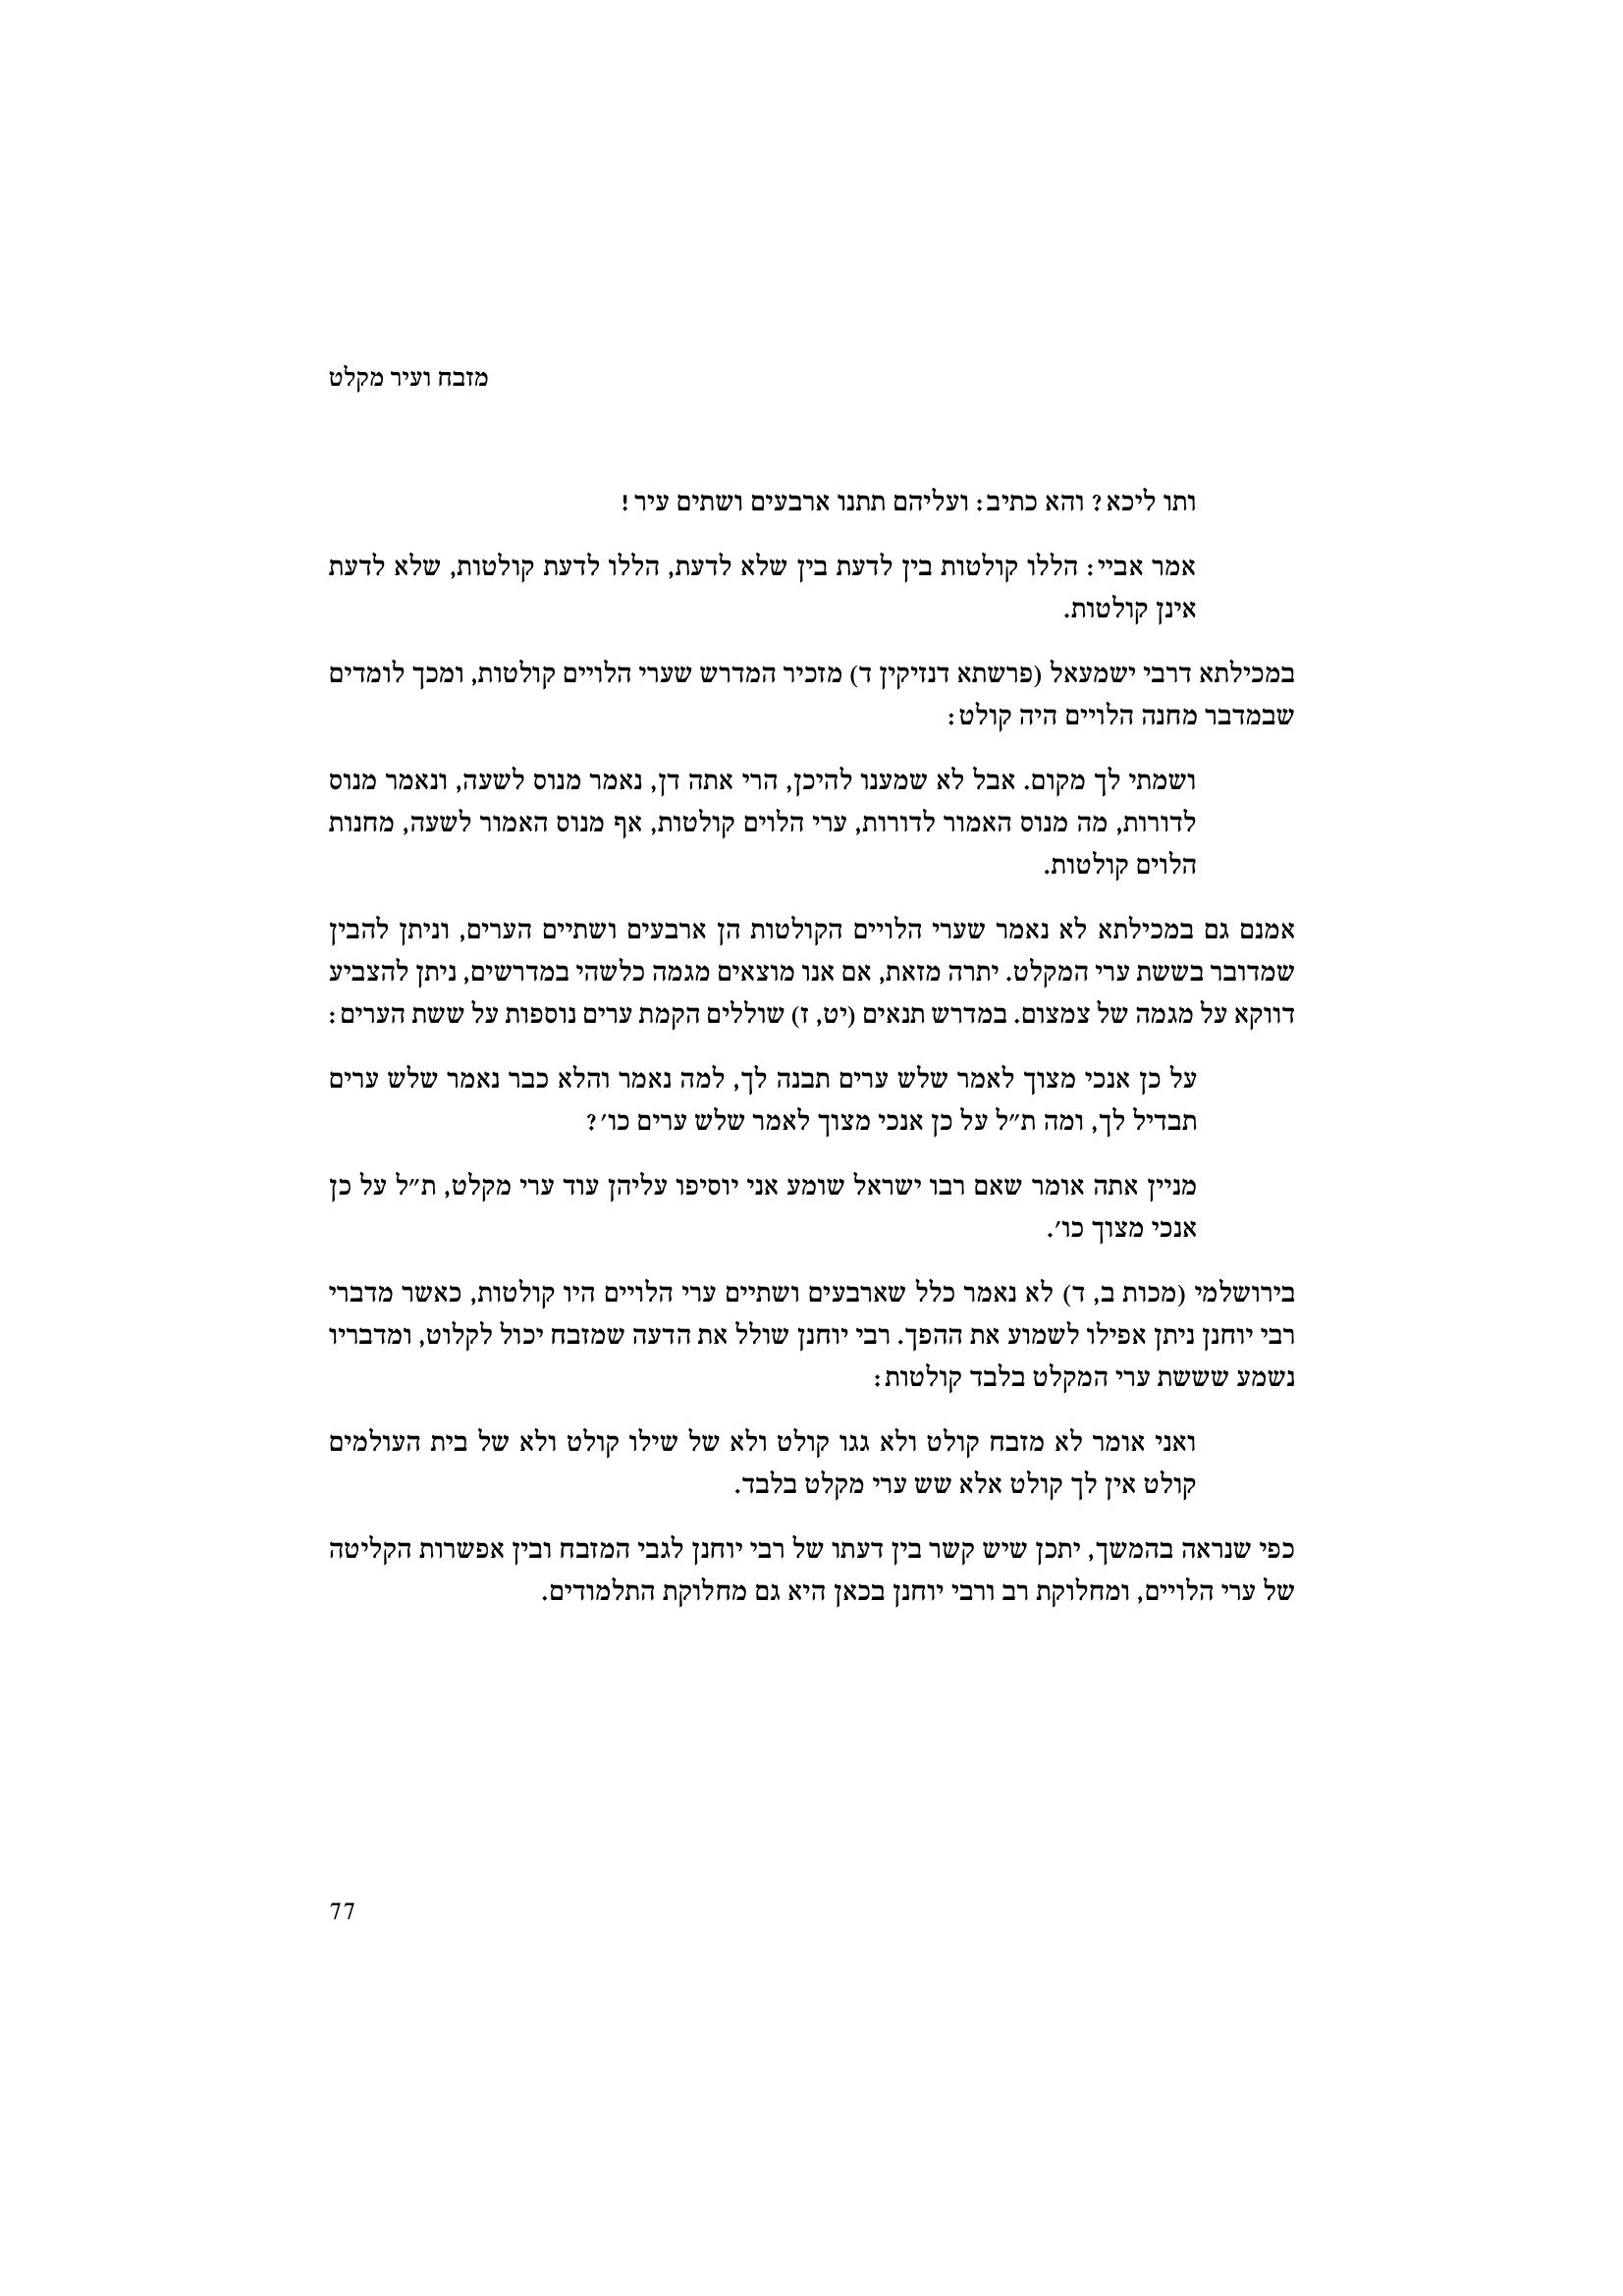 מזבח ועיר מקלט
ותו ליכא? והא כתיב: ועליהם תתנו ארבעים ושתים עיר!
אמר אביי: הללו קולטות בין לדעת בין שלא לדעת, הללו לדעת קולטות, שלא לדעת
אינן קולטות.
במכילתא דרבי ישמעאל (פרשתא דנזיקין ד) מזכיר המדרש שערי הלויים קולטות, ומכך לומדים
שבמדבר מחנה הלויים היה קולט:
ושמתי לך מקום. אבל לא שמענו להיכן, הרי אתה דן, נאמר מנוס לשעה, ונאמר מנוס
לדורות, מה מנוס האמור לדורות, ערי הלוים קולטות, אף מנוס האמור לשעה, מחנות
הלוים קולטות.
אמנם גם במכילתא לא נאמר שערי הלויים הקולטות הן ארבעים ושתיים הערים, וניתן להבין
שמדובר בששת ערי המקלט. יתרה מזאת, אם אנו מוצאים מגמה כלשהי במדרשים, ניתן להצביע
דווקא על מגמה של צמצום. במדרש תנאים (יט, ז) שוללים הקמת ערים נוספות על ששת הערים:
על כן אנכי מצוך לאמר שלש ערים תבנה לך, למה נאמר והלא כבר נאמר שלש ערים
תבדיל לך, ומה ת״ל על כן אנכי מצוך לאמר שלש ערים כו׳?
מניין אתה אומר שאם רבו ישראל שומע אני יוסיפו עליהן עוד ערי מקלט, ת״ל על כן
אנכי מצוך כו׳.
בירושלמי (מכות ב, ד) לא נאמר כלל שארבעים ושתיים ערי הלויים היו קולטות, כאשר מדברי
רבי יוחנן ניתן אפילו לשמוע את ההפך. רבי יוחנן שולל את הדעה שמזבח יכול לקלוט, ומדבריו
נשמע שששת ערי המקלט בלבד קולטות:
ואני אומר לא מזבח קולט ולא גגו קולט ולא של שילו קולט ולא של בית העולמים
קולט אין לך קולט אלא שש ערי מקלט בלבד.
כפי שנראה בהמשך, יתכן שיש קשר בין דעתו של רבי יוחנן לגבי המזבח ובין אפשרות הקליטה
של ערי הלויים, ומחלוקת רב ורבי יוחנן בכאן היא גם מחלוקת התלמודים.
77